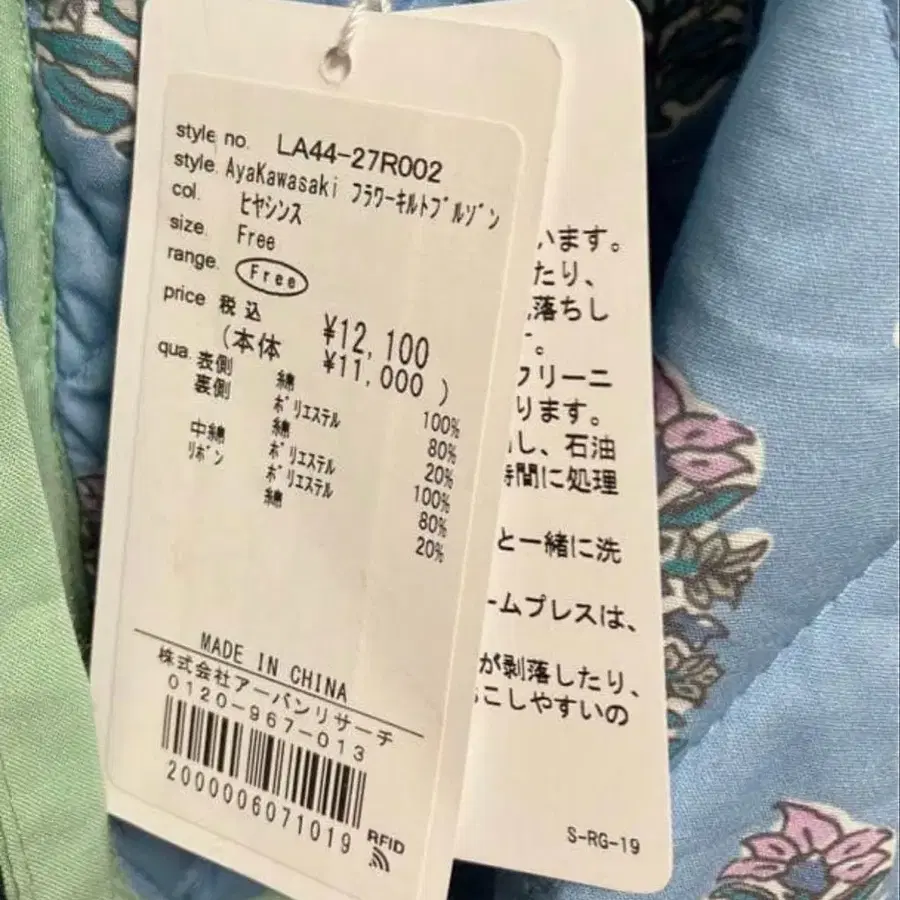 style no. LA44-27R002
style. AyaKawasaki フラワーキルトブルゾン
col. ヒヤシンス
size. Free
range. Free
price 税込 ¥12,100
(本体 ¥11,000 )
qua. 表側 綿 100%
裏側 ポリエステル 80%
綿 20%
中綿 ポリエステル 100%
リボン ポリエステル 80%
綿 20%
MADE IN CHINA
株式会社アーバンリサーチ
0120-967-013
2000006071019
RFID
います。
たり、
落ちし
。
クリーニ
ります。
し、石油
時間に処理
と一緒に洗
ームプレスは、
が剥落したり、
こしやすいの
S-RG-19